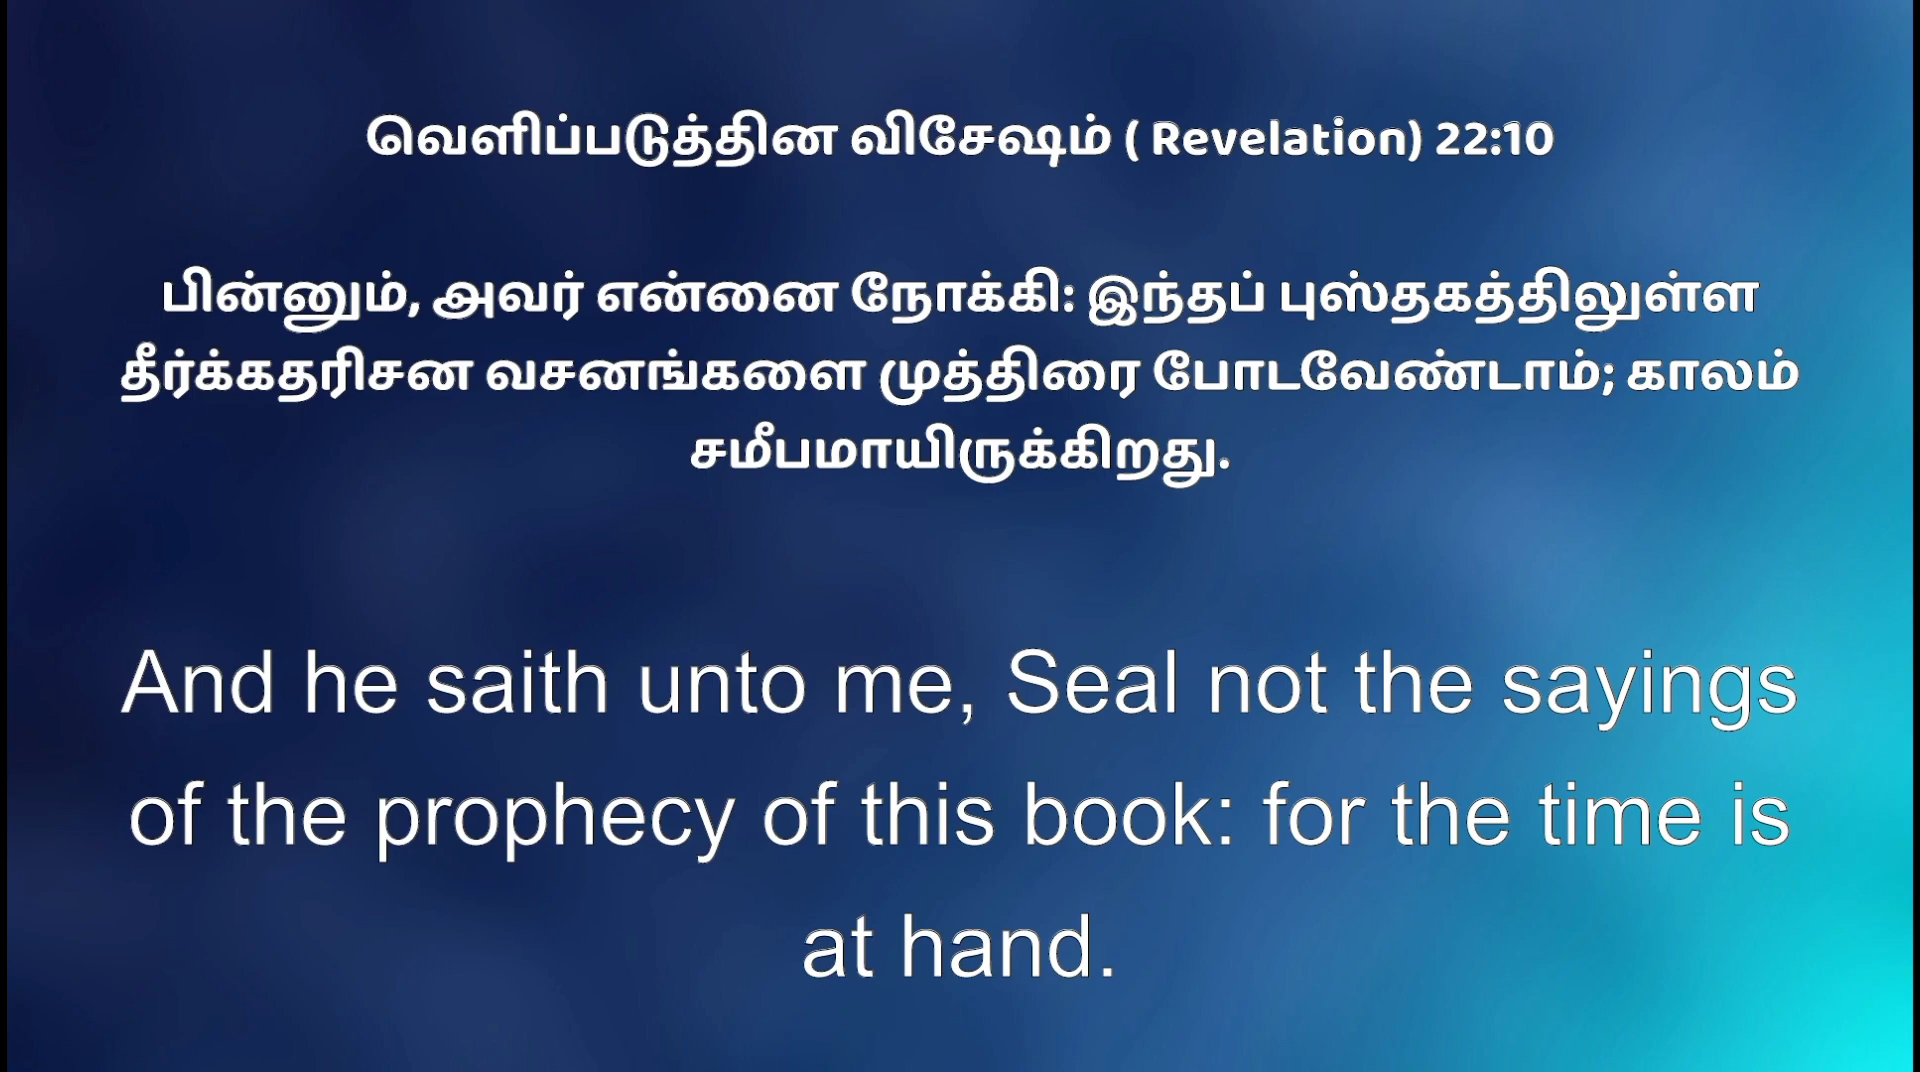 வெளிப்படுத்தின விசேஷம் ( Revelation) 22:10
பின்னும், அவர் என்னை நோக்கி: இந்தப் புஸ்தகத்திலுள்ள
தீர்க்கதரிசன வசனங்களை முத்திரை போடவேண்டாம்; காலம்
சமீபமாயிருக்கிறது.
And he saith unto me, Seal not the sayings
of the prophecy of this book: for the time is
at hand.